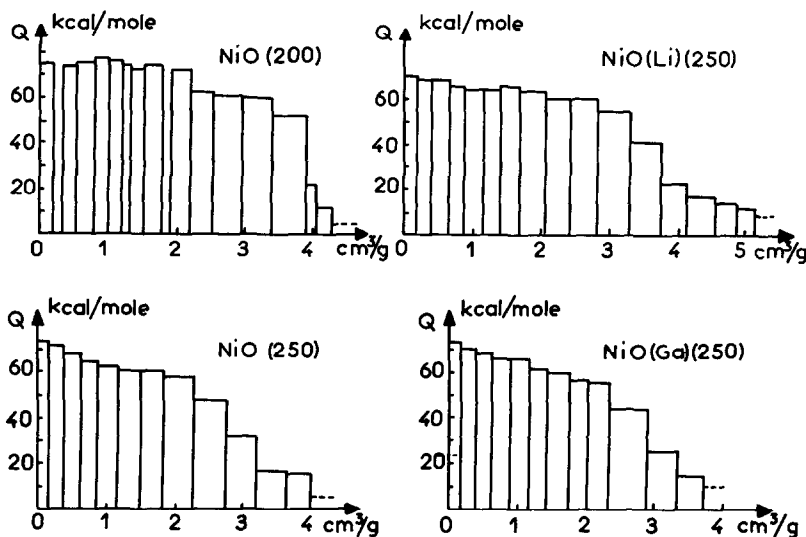 Q kcal/mole
NiO (200)
60
40
20
0 1 2 3 4 cm³/g
Q kcal/mole
NiO(Li)(250)
60
40
20
0 1 2 3 4 5 cm³/g
Q kcal/mole
NiO (250)
60
40
20
0 1 2 3 4 cm³/g
Q kcal/mole
NiO(Ga)(250)
60
40
20
0 1 2 3 4 cm³/g